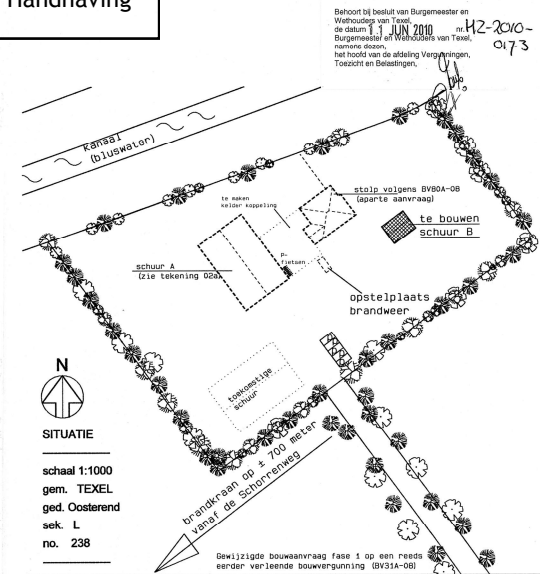 Handhaving
Behoort bij besluit van Burgemeester en
Wethouders van Texel,
de datum 11 JUN 2010 nr. HZ-2010-
0173
Burgemeester en Wethouders van Texel,
namens dezen,
het hoofd van de afdeling Vergunningen,
Toezicht en Belastingen,
Kanaal
(bluswater)
te maken
kelder koppeling
stolp volgens BV80A-08
(aparte aanvraag)
te bouwen
schuur B
schuur A
(zie tekening 02a)
P-
fietsen
opstelplaats
brandweer
toekomstige
schuur
N
SITUATIE
schaal 1:1000
gem. TEXEL
ged. Oosterend
sek. L
no. 238
brandkraan op ± 700 meter
vanaf de Schorrenweg
Gewijzigde bouwaanvraag fase 1 op een reeds
eerder verleende bouwvergunning (BV31A-08)